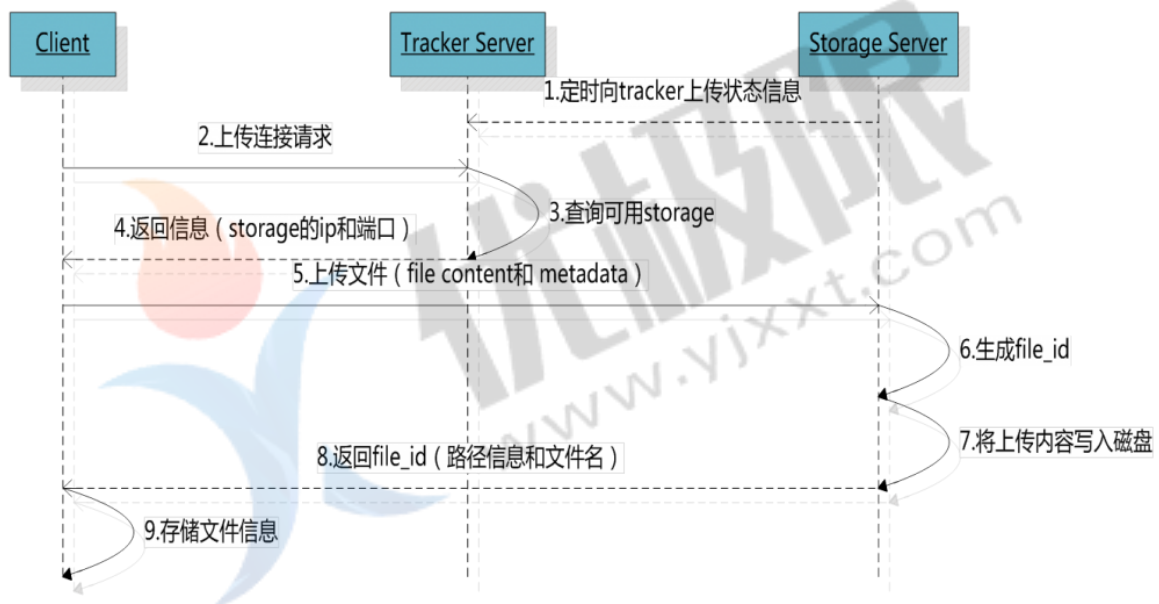 Client
Tracker Server
Storage Server
1.定时向tracker上传状态信息
2.上传连接请求
3.查询可用storage
4.返回信息（storage的ip和端口）
5.上传文件（file content和 metadata）
6.生成file_id
7.将上传内容写入磁盘
8.返回file_id（路径信息和文件名）
9.存储文件信息
优极限
www.yjxxt.com